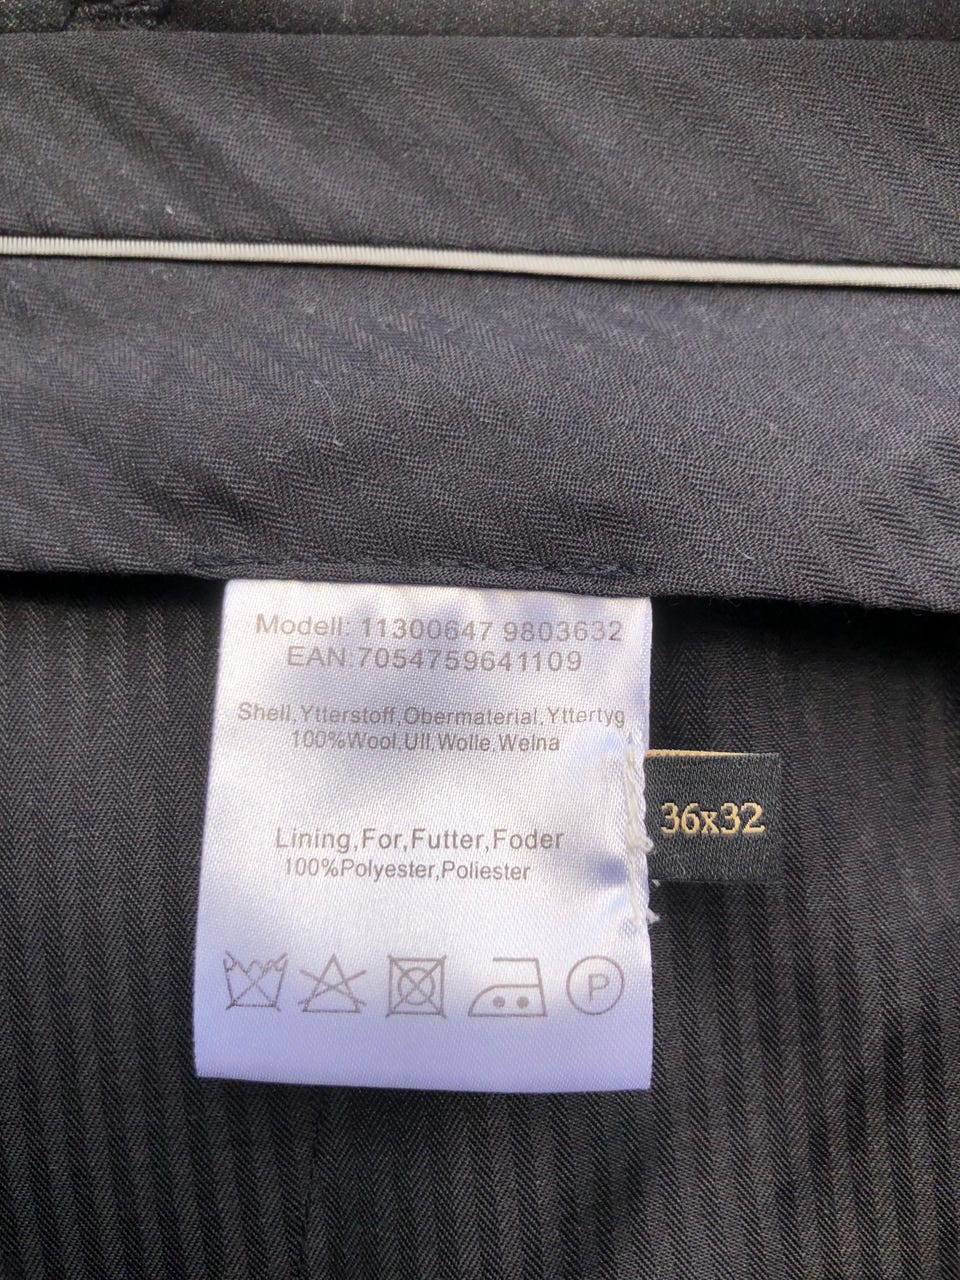 Modell: 11300647 9803632
EAN:7054759641109
Shell,Ytterstoff,Obermaterial,Yttertyg
100%Wool,Ull,Wolle,Welna
36x32
Lining,For,Futter,Foder
100%Polyester,Poliester
P